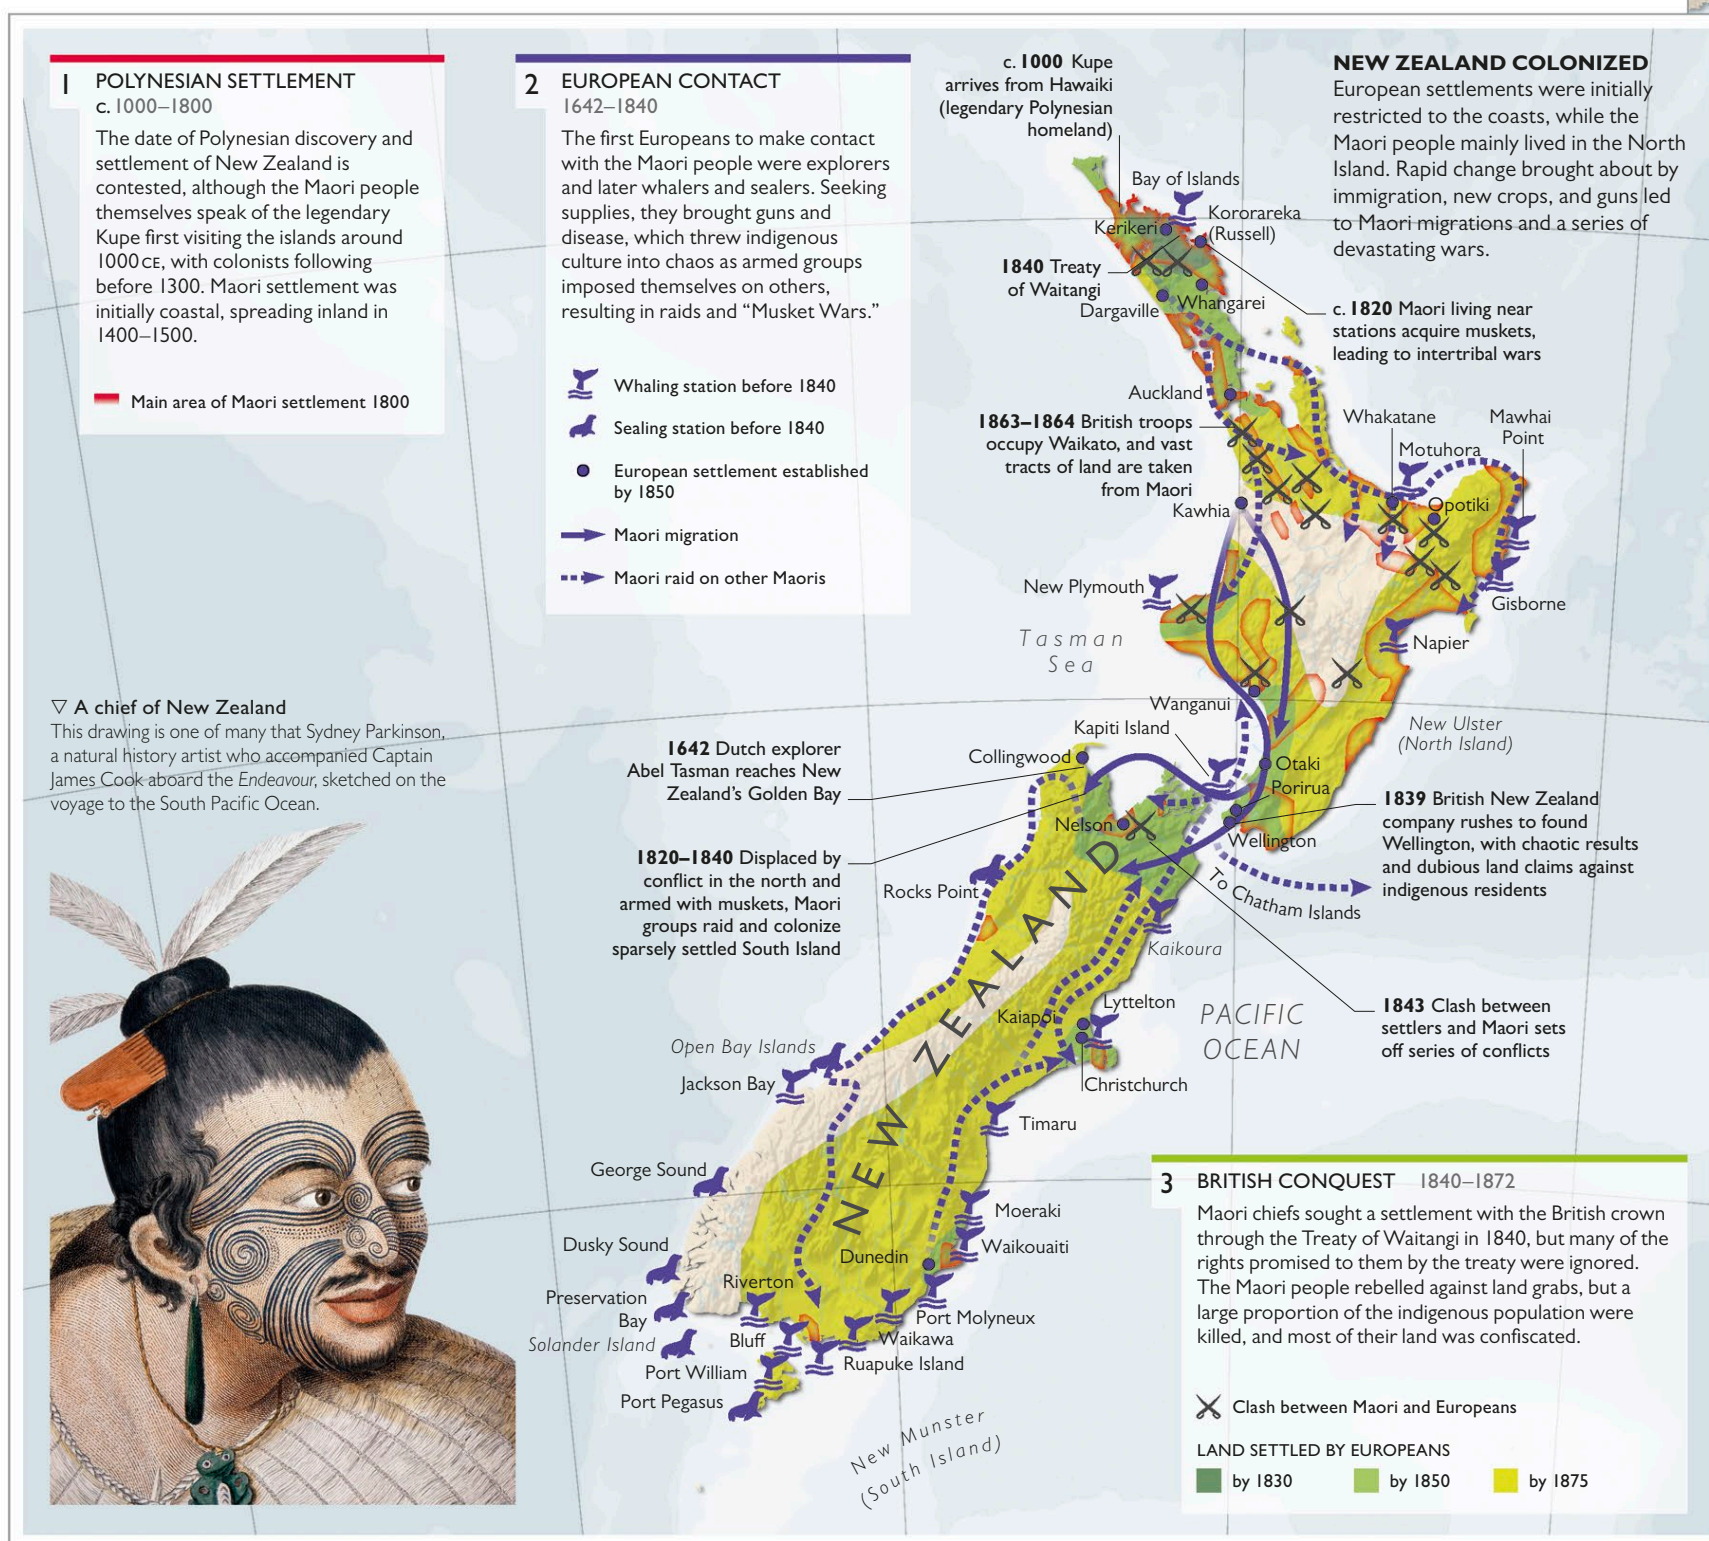 1 POLYNESIAN SETTLEMENT
c. 1000–1800
The date of Polynesian discovery and
settlement of New Zealand is
contested, although the Maori people
themselves speak of the legendary
Kupe first visiting the islands around
1000 CE, with colonists following
before 1300. Maori settlement was
initially coastal, spreading inland in
1400–1500.
Main area of Maori settlement 1800
2 EUROPEAN CONTACT
1642–1840
The first Europeans to make contact
with the Maori people were explorers
and later whalers and sealers. Seeking
supplies, they brought guns and
disease, which threw indigenous
culture into chaos as armed groups
imposed themselves on others,
resulting in raids and “Musket Wars.”
Whaling station before 1840
Sealing station before 1840
European settlement established
by 1850
Maori migration
Maori raid on other Maoris
NEW ZEALAND COLONIZED
European settlements were initially
restricted to the coasts, while the
Maori people mainly lived in the North
Island. Rapid change brought about by
immigration, new crops, and guns led
to Maori migrations and a series of
devastating wars.
c. 1000 Kupe
arrives from Hawaiki
(legendary Polynesian
homeland)
Bay of Islands
Kerikeri
Kororareka
(Russell)
1840 Treaty
of Waitangi
Dargaville
Whangarei
c. 1820 Maori living near
stations acquire muskets,
leading to intertribal wars
Auckland
1863–1864 British troops
occupy Waikato, and vast
tracts of land are taken
from Maori
Kawhia
Whakatane
Motuhora
Mawhai
Point
Opotiki
New Plymouth
Gisborne
Napier
Tasman
Sea
Wanganui
Kapiti Island
New Ulster
(North Island)
▽ A chief of New Zealand
This drawing is one of many that Sydney Parkinson,
a natural history artist who accompanied Captain
James Cook aboard the Endeavour, sketched on the
voyage to the South Pacific Ocean.
1642 Dutch explorer
Abel Tasman reaches New
Zealand’s Golden Bay
Collingwood
Otaki
Porirua
Nelson
Wellington
1839 British New Zealand
company rushes to found
Wellington, with chaotic results
and dubious land claims against
indigenous residents
1820–1840 Displaced by
conflict in the north and
armed with muskets, Maori
groups raid and colonize
sparsely settled South Island
Rocks Point
To Chatham Islands
Kaikoura
NEW ZEALAND
Lyttelton
Kaiapoi
PACIFIC
OCEAN
1843 Clash between
settlers and Maori sets
off series of conflicts
Open Bay Islands
Jackson Bay
Christchurch
Timaru
George Sound
Moeraki
Waikouaiti
Dusky Sound
Dunedin
Riverton
Preservation
Bay
Port Molyneux
Solander Island
Bluff
Waikawa
Port William
Ruapuke Island
Port Pegasus
New Munster
(South Island)
3 BRITISH CONQUEST 1840–1872
Maori chiefs sought a settlement with the British crown
through the Treaty of Waitangi in 1840, but many of the
rights promised to them by the treaty were ignored.
The Maori people rebelled against land grabs, but a
large proportion of the indigenous population were
killed, and most of their land was confiscated.
Clash between Maori and Europeans
LAND SETTLED BY EUROPEANS
by 1830 by 1850 by 1875